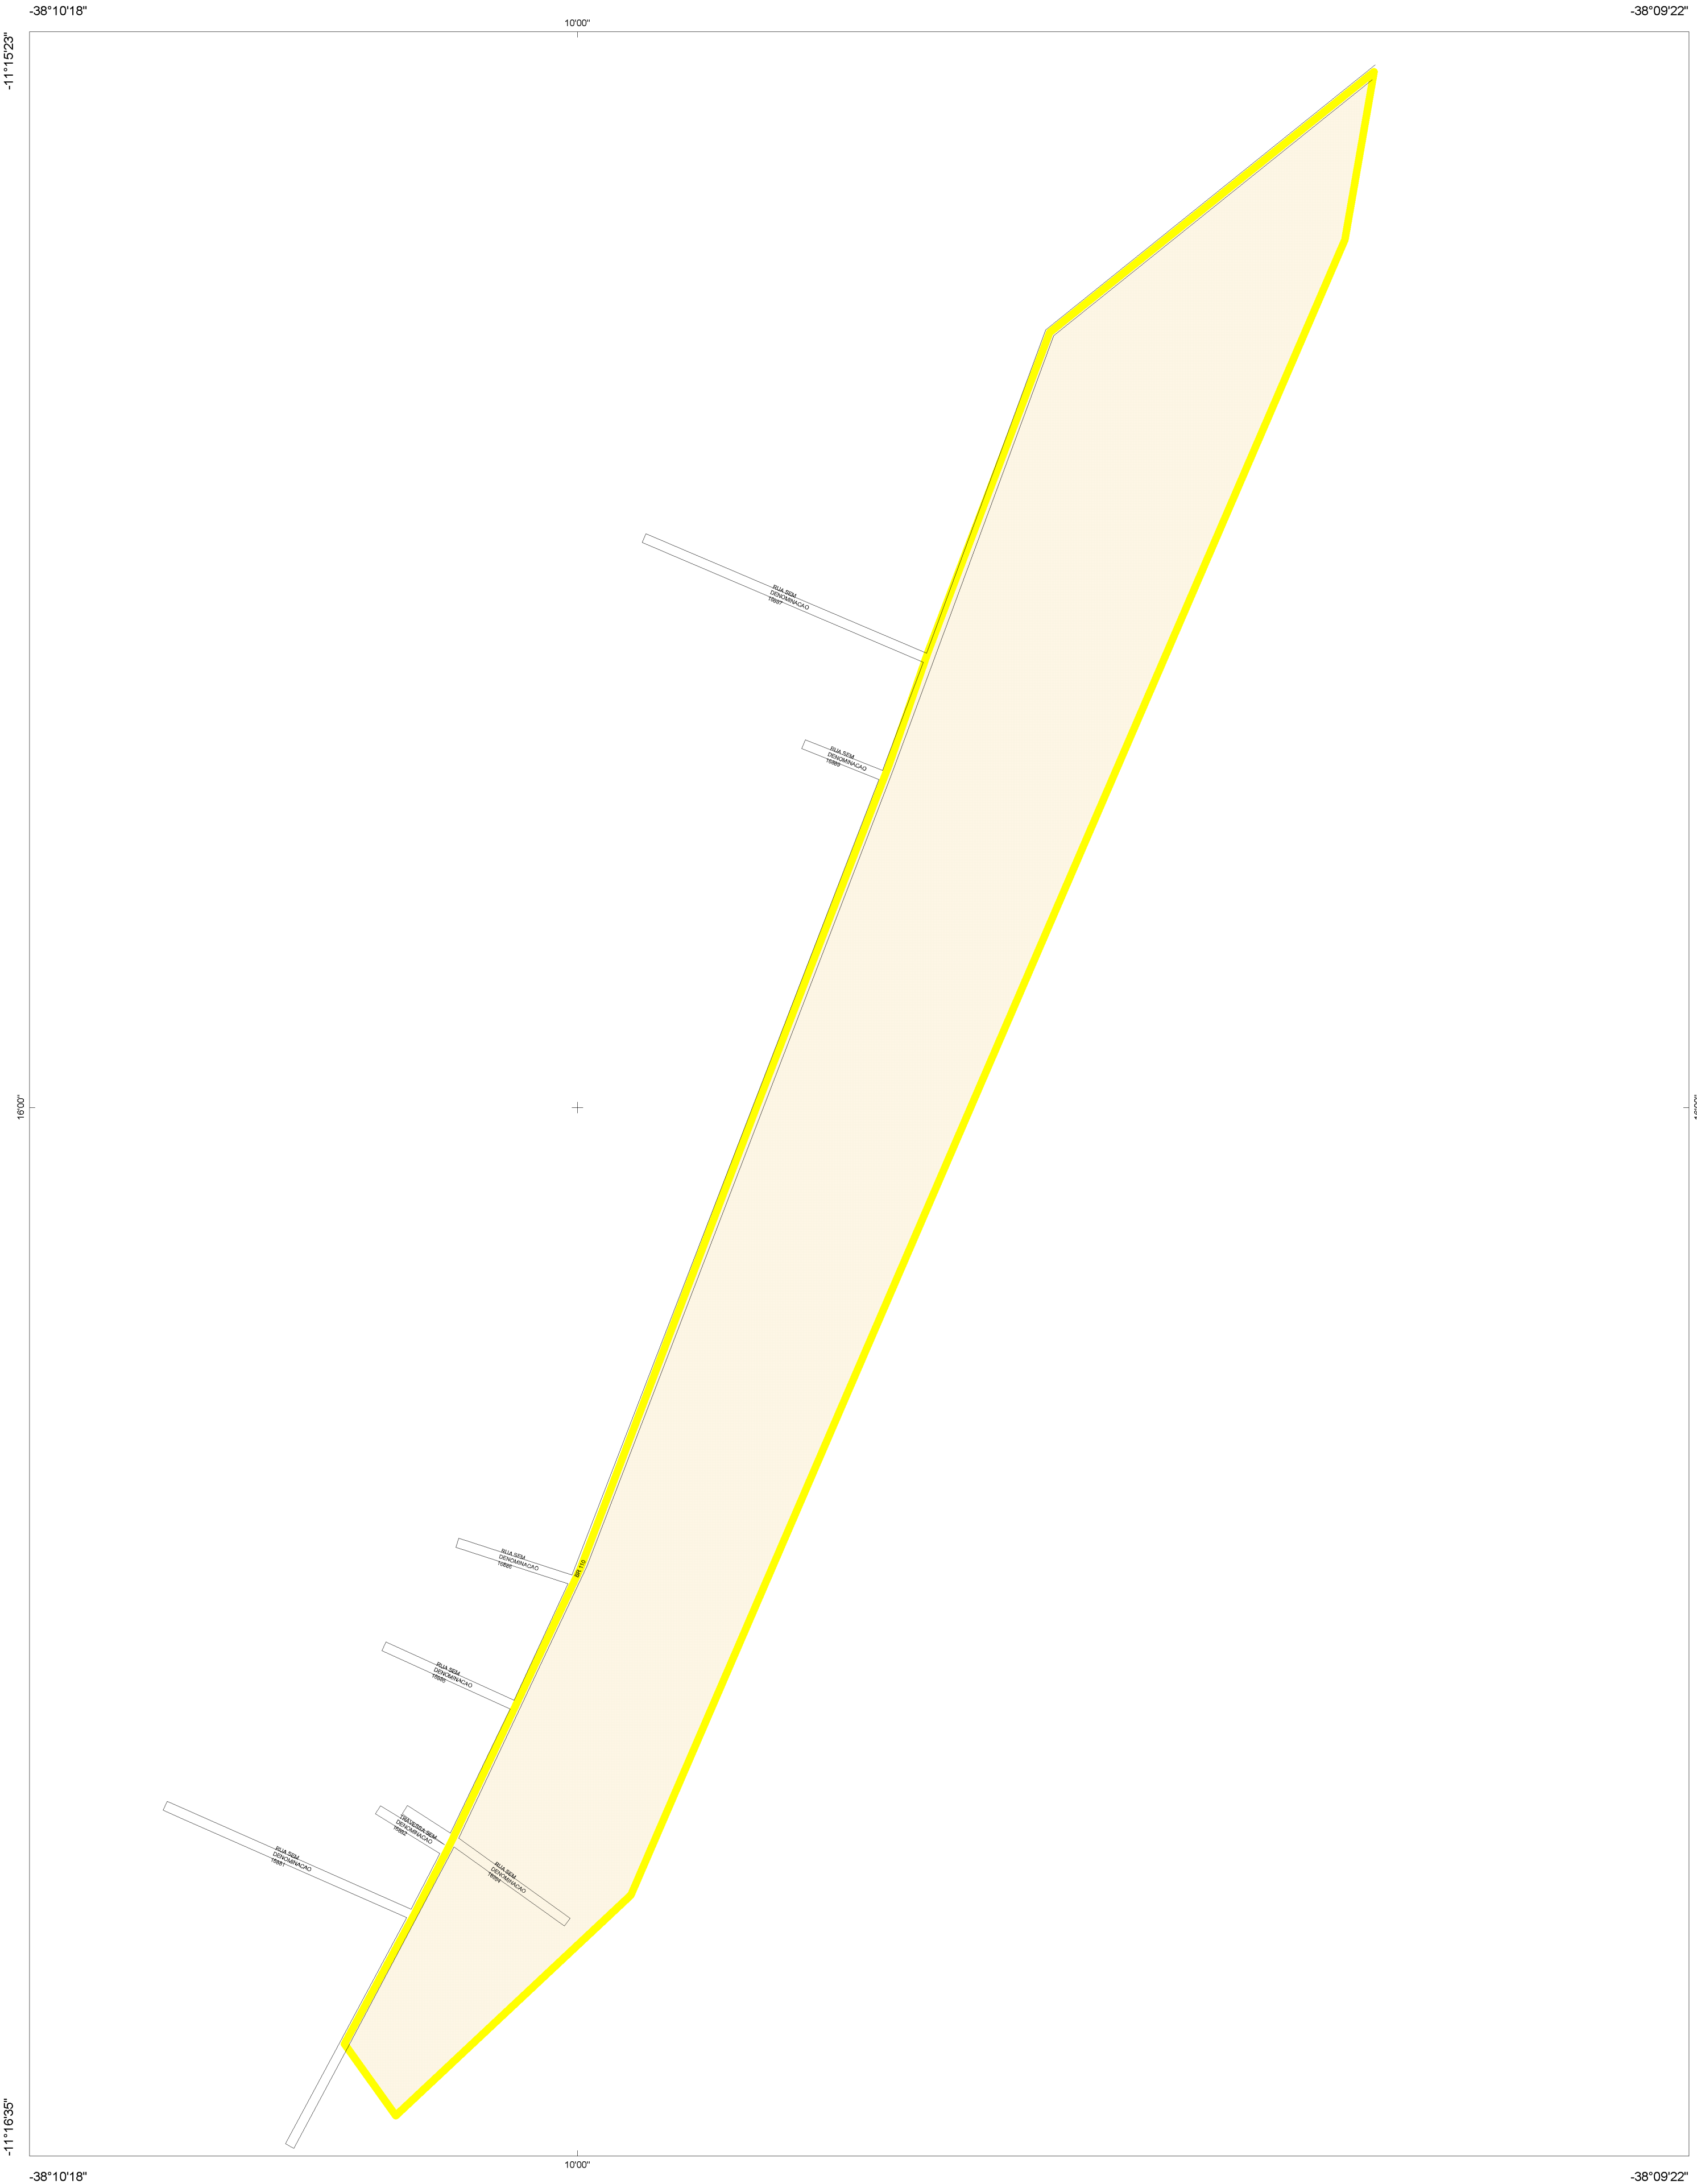 -38°10'18"
-38°09'22"
10'00"
-11°15'23"
RUA SEM
DENOMINACAO
RUA SEM
DENOMINACAO
16'00"
RUA SEM
DENOMINACAO
BR 110
RUA SEM
DENOMINACAO
DENOMINACAO
RUA SEM
DENOMINACAO
RUA SEM
DENOMINACAO
-11°16'35"
10'00"
-38°10'18"
-38°09'22"